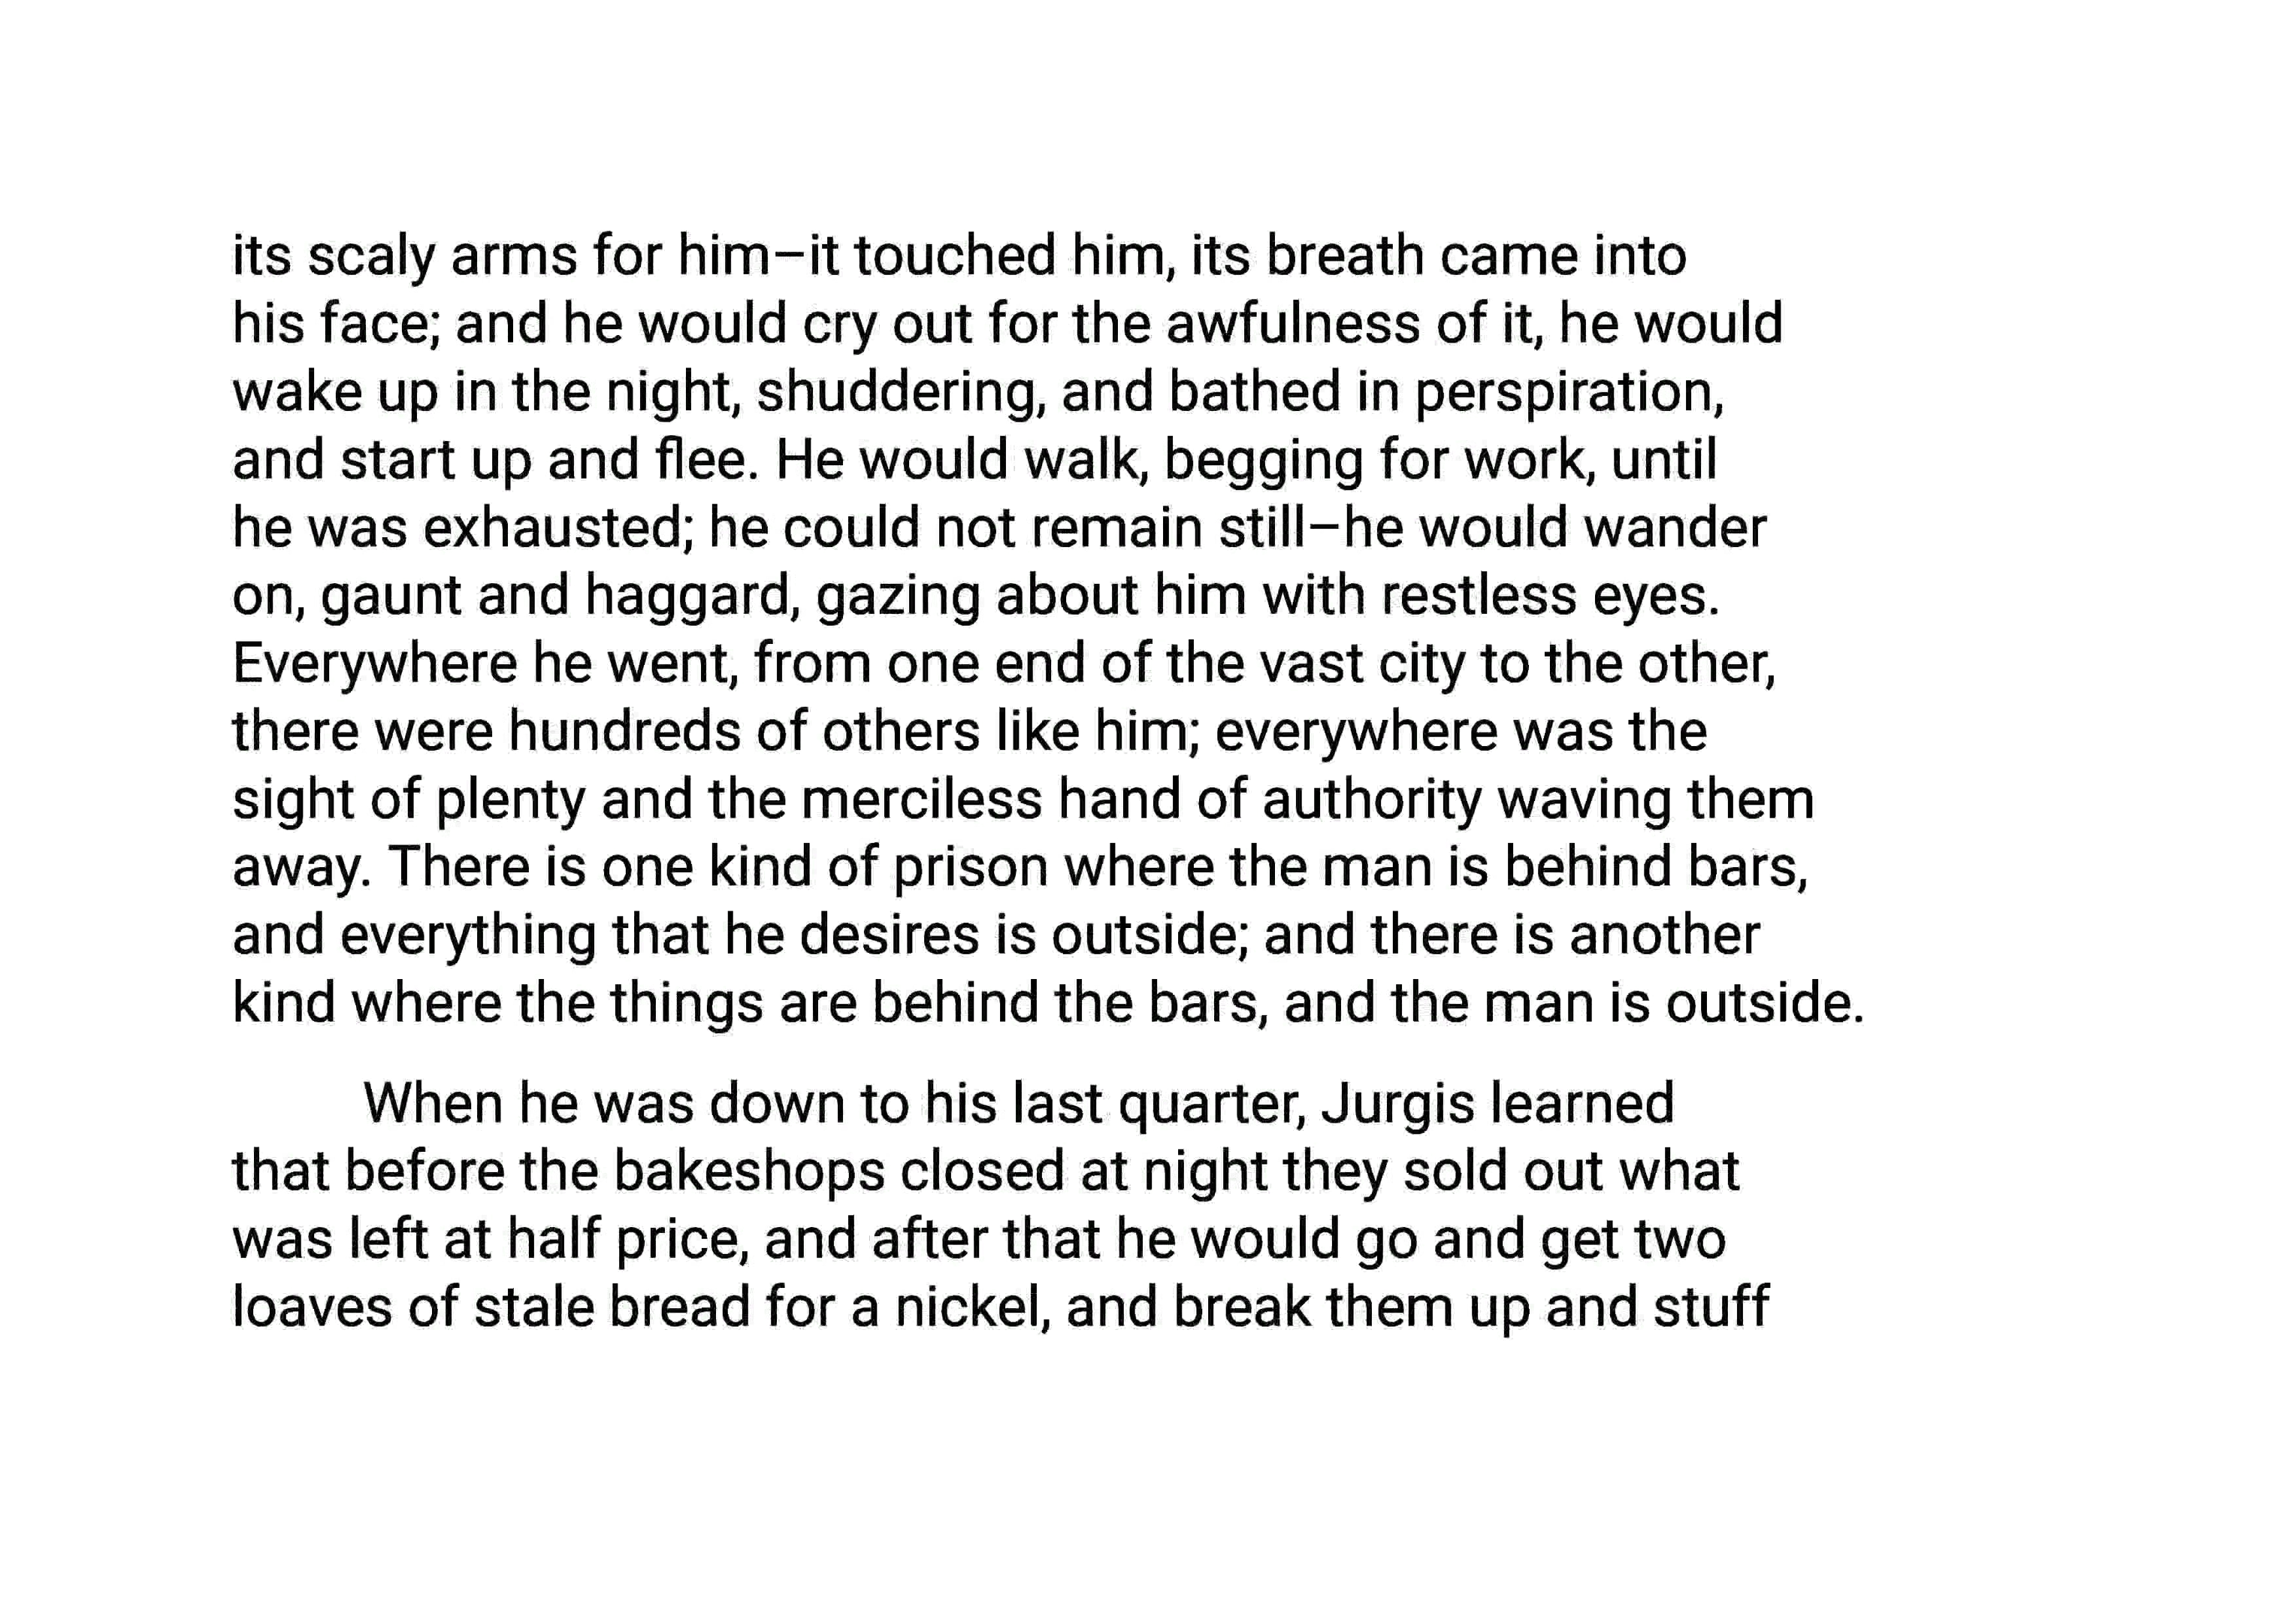 its scaly arms for him–it touched him, its breath came into
his face; and he would cry out for the awfulness of it, he would
wake up in the night, shuddering, and bathed in perspiration,
and start up and flee. He would walk, begging for work, until
he was exhausted; he could not remain still–he would wander
on, gaunt and haggard, gazing about him with restless eyes.
Everywhere he went, from one end of the vast city to the other,
there were hundreds of others like him; everywhere was the
sight of plenty and the merciless hand of authority waving them
away. There is one kind of prison where the man is behind bars,
and everything that he desires is outside; and there is another
kind where the things are behind the bars, and the man is outside.
When he was down to his last quarter, Jurgis learned
that before the bakeshops closed at night they sold out what
was left at half price, and after that he would go and get two
loaves of stale bread for a nickel, and break them up and stuff